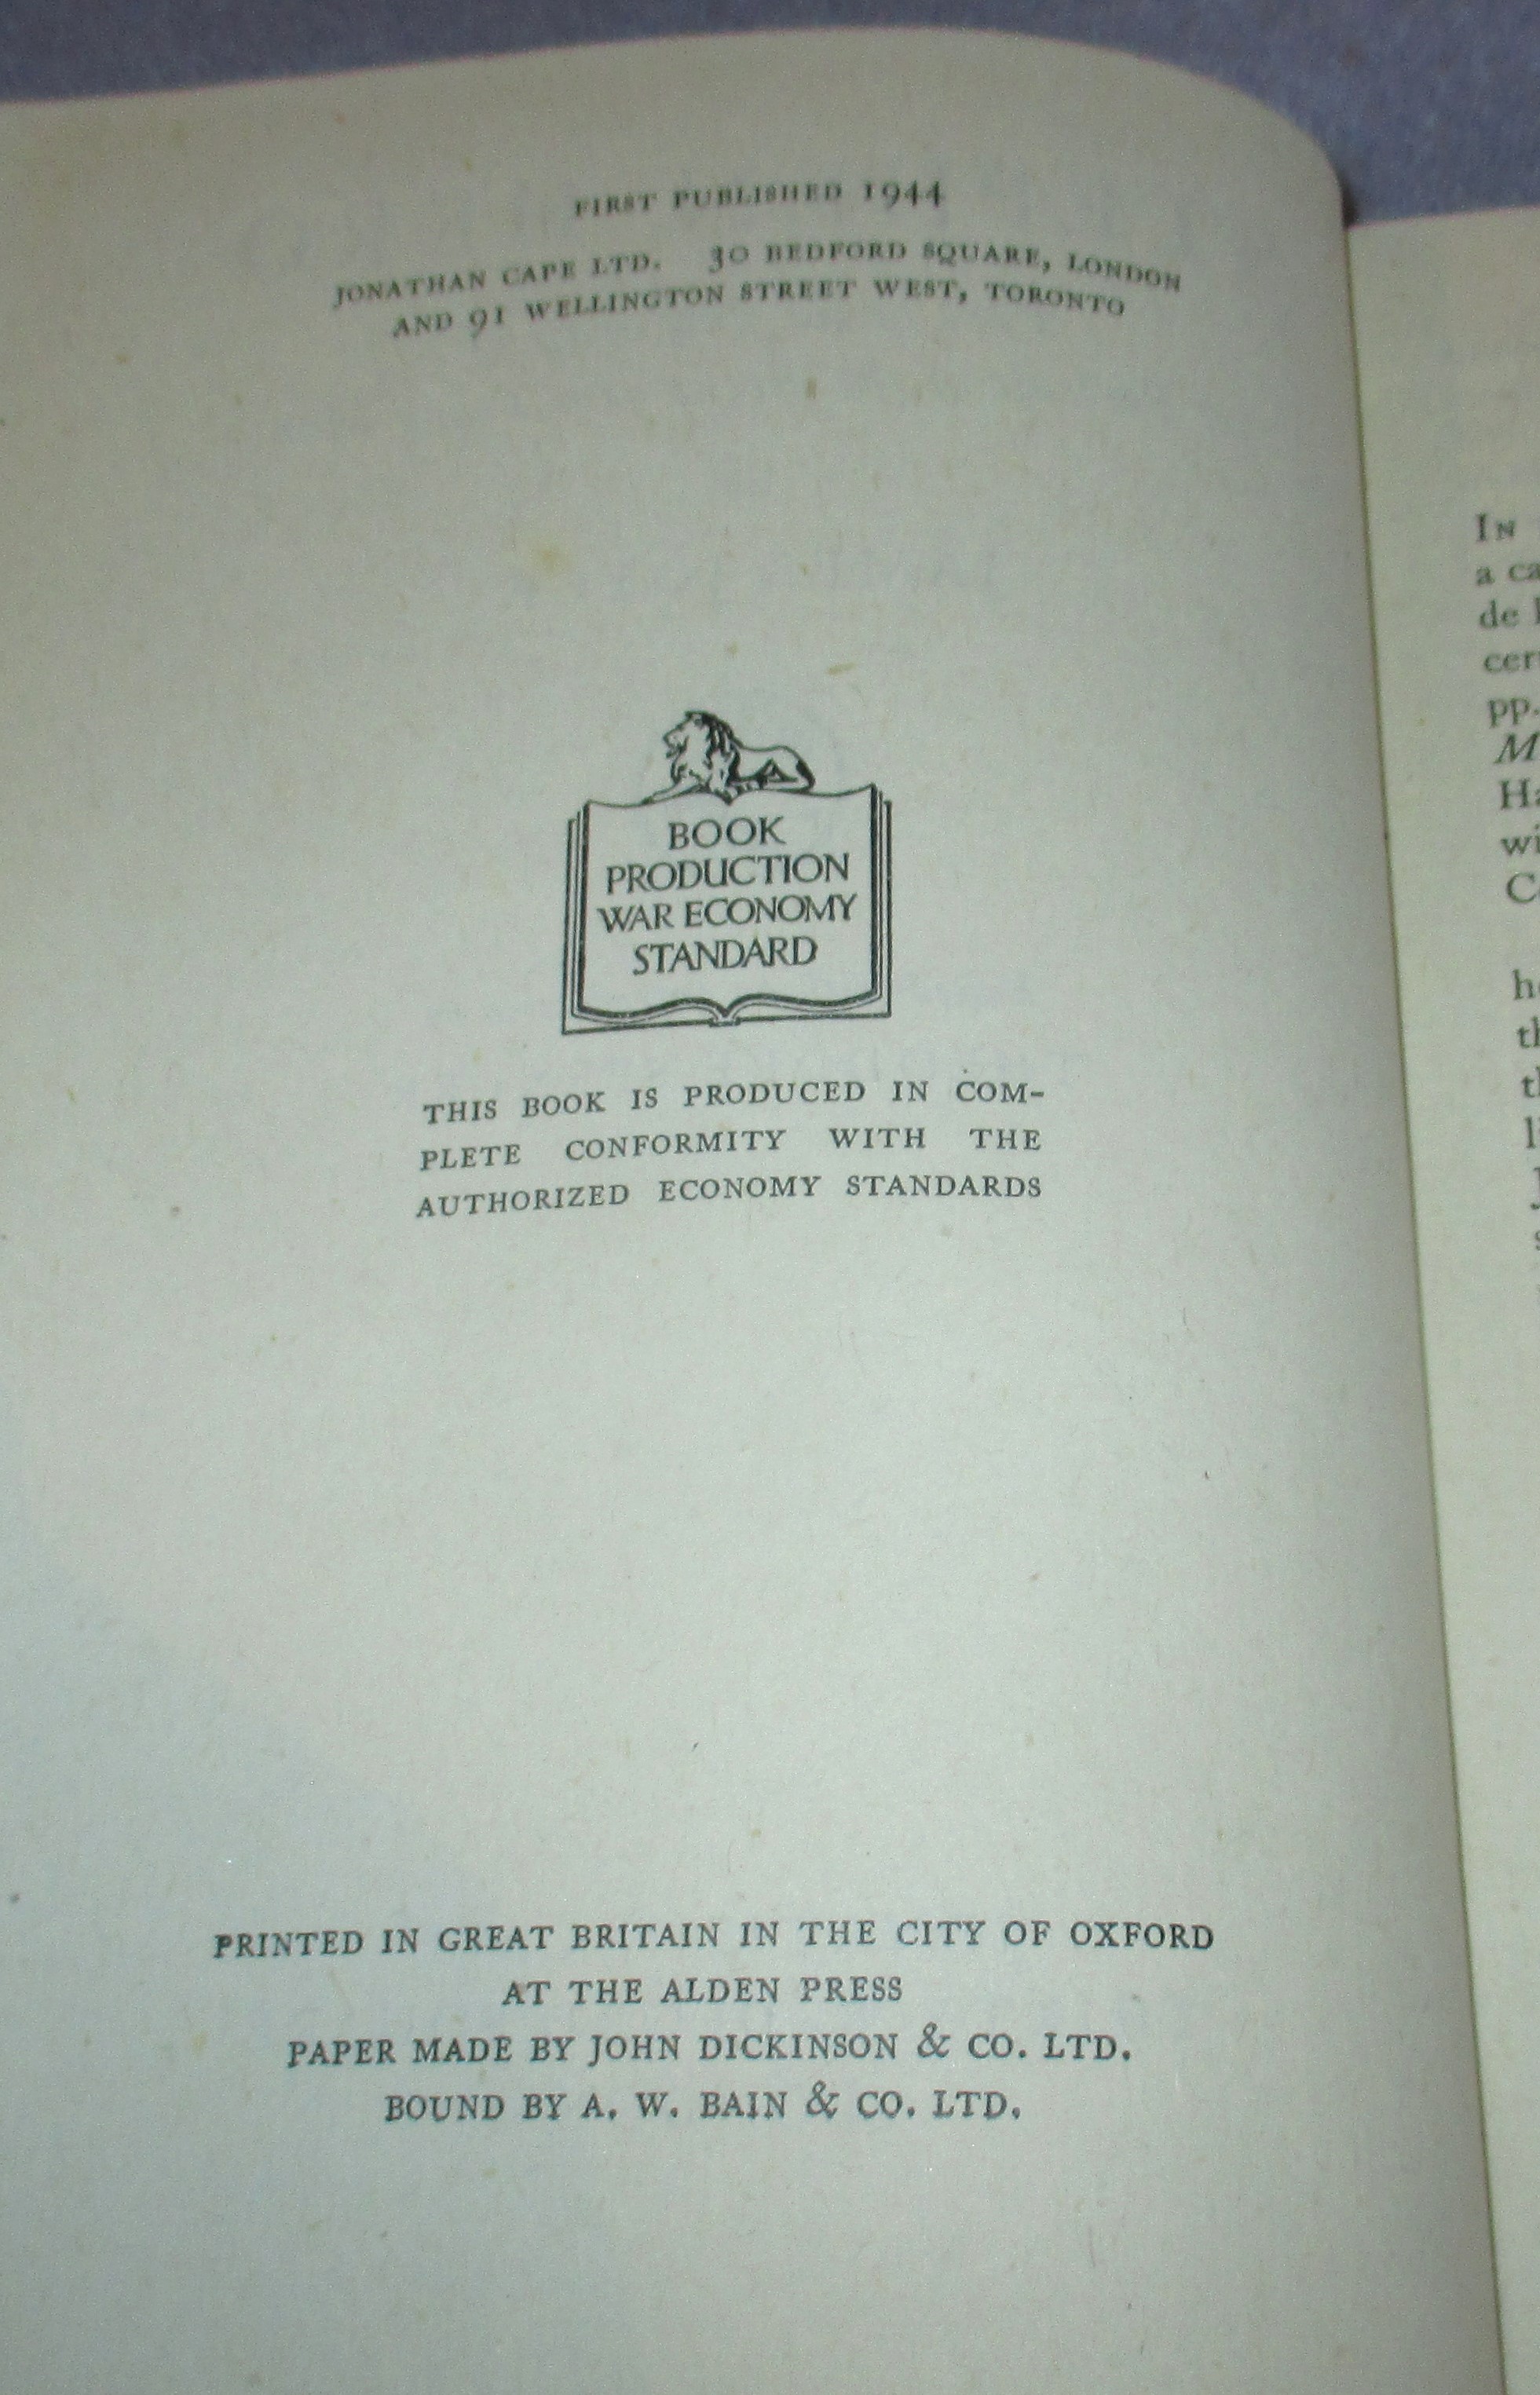 FIRST PUBLISHED 1944
JONATHAN CAPE LTD. 30 BEDFORD SQUARE, LONDON
AND 91 WELLINGTON STREET WEST, TORONTO
BOOK
PRODUCTION
WAR ECONOMY
STANDARD
THIS BOOK IS PRODUCED IN COM-
PLETE CONFORMITY WITH THE
AUTHORIZED ECONOMY STANDARDS
PRINTED IN GREAT BRITAIN IN THE CITY OF OXFORD
AT THE ALDEN PRESS
PAPER MADE BY JOHN DICKINSON & CO. LTD.
BOUND BY A. W. BAIN & CO. LTD.
IN
a
de
pp.